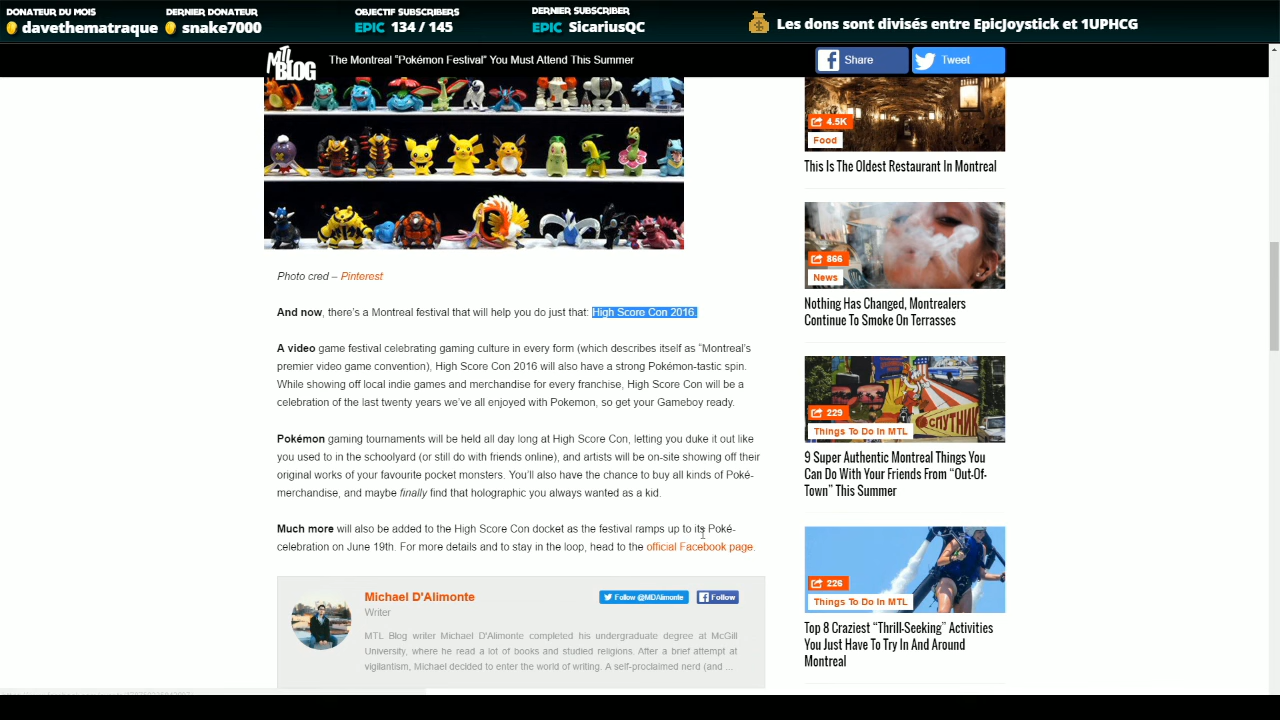 DONATEUR DU MOIS
davethematraque
DERNIER DONATEUR
snake7000
OBJECTIF SUBSCRIBERS
EPIC 134 / 145
DERNIER SUBSCRIBER
EPIC SicariusQC
Les dons sont divisés entre EpicJoystick et 1UPHCG
MTL BLOG
The Montreal "Pokémon Festival" You Must Attend This Summer
Share
Tweet
Photo cred – Pinterest
And now, there's a Montreal festival that will help you do just that: High Score Con 2016.
A video game festival celebrating gaming culture in every form (which describes itself as “Montreal's
premier video game convention), High Score Con 2016 will also have a strong Pokémon-tastic spin.
While showing off local indie games and merchandise for every franchise, High Score Con will be a
celebration of the last twenty years we've all enjoyed with Pokemon, so get your Gameboy ready.
Pokémon gaming tournaments will be held all day long at High Score Con, letting you duke it out like
you used to in the schoolyard (or still do with friends online), and artists will be on-site showing off their
original works of your favourite pocket monsters. You'll also have the chance to buy all kinds of Poké-
merchandise, and maybe finally find that holographic you always wanted as a kid.
Much more will also be added to the High Score Con docket as the festival ramps up to its Poké-
celebration on June 19th. For more details and to stay in the loop, head to the official Facebook page.
Michael D'Alimonte
Writer
Follow @MDAlimonte
Follow
MTL Blog writer Michael D'Alimonte completed his undergraduate degree at McGill
University, where he read a lot of books and studied religions. After a brief attempt at
vigilantism, Michael decided to enter the world of writing. A self-proclaimed nerd (and ...
4.5K
Food
This Is The Oldest Restaurant In Montreal
866
News
Nothing Has Changed, Montrealers
Continue To Smoke On Terrasses
229
СПУТНИК
Things To Do In MTL
9 Super Authentic Montreal Things You
Can Do With Your Friends From “Out-Of-
Town” This Summer
226
Things To Do In MTL
Top 8 Craziest “Thrill-Seeking” Activities
You Just Have To Try In And Around
Montreal